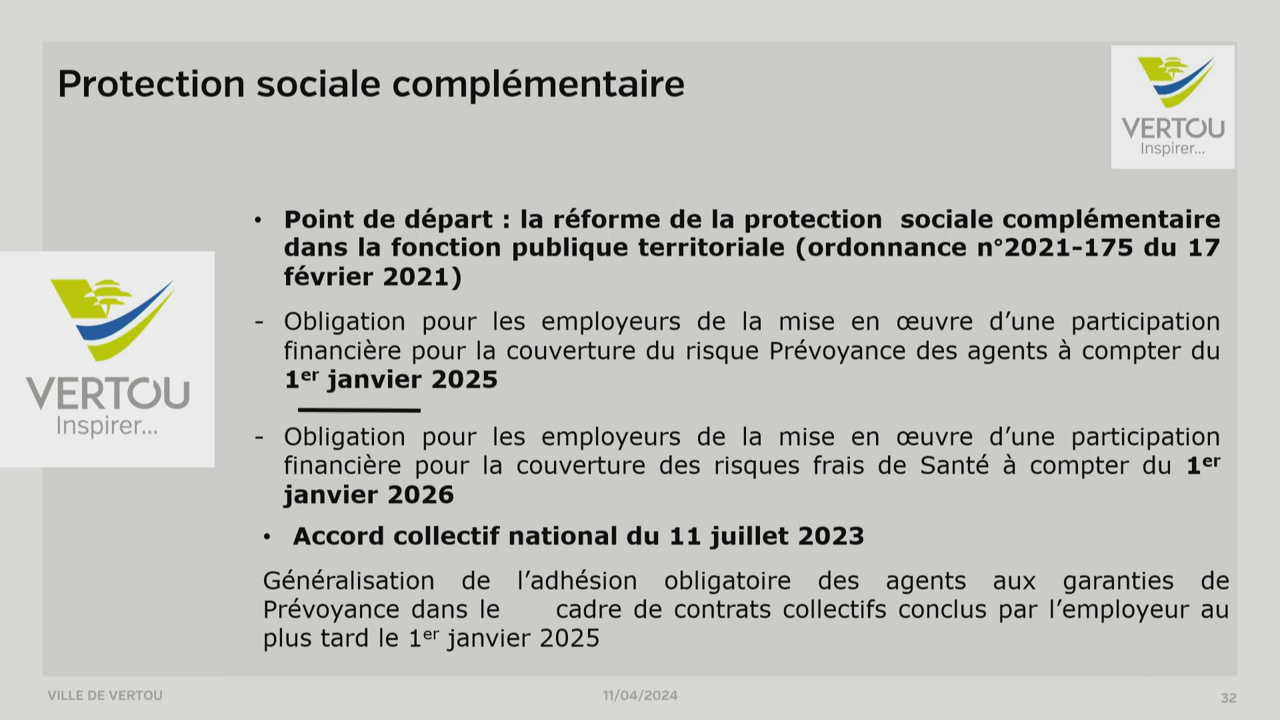 Protection sociale complémentaire
VERTOU
Inspirer...
• Point de départ : la réforme de la protection sociale complémentaire
dans la fonction publique territoriale (ordonnance n°2021-175 du 17
février 2021)
- Obligation pour les employeurs de la mise en œuvre d’une participation
financière pour la couverture du risque Prévoyance des agents à compter du
1er janvier 2025
VERTOU
Inspirer...
- Obligation pour les employeurs de la mise en œuvre d’une participation
financière pour la couverture des risques frais de Santé à compter du 1er
janvier 2026
• Accord collectif national du 11 juillet 2023
Généralisation de l’adhésion obligatoire des agents aux garanties de
Prévoyance dans le cadre de contrats collectifs conclus par l’employeur au
plus tard le 1er janvier 2025
VILLE DE VERTOU
11/04/2024
32